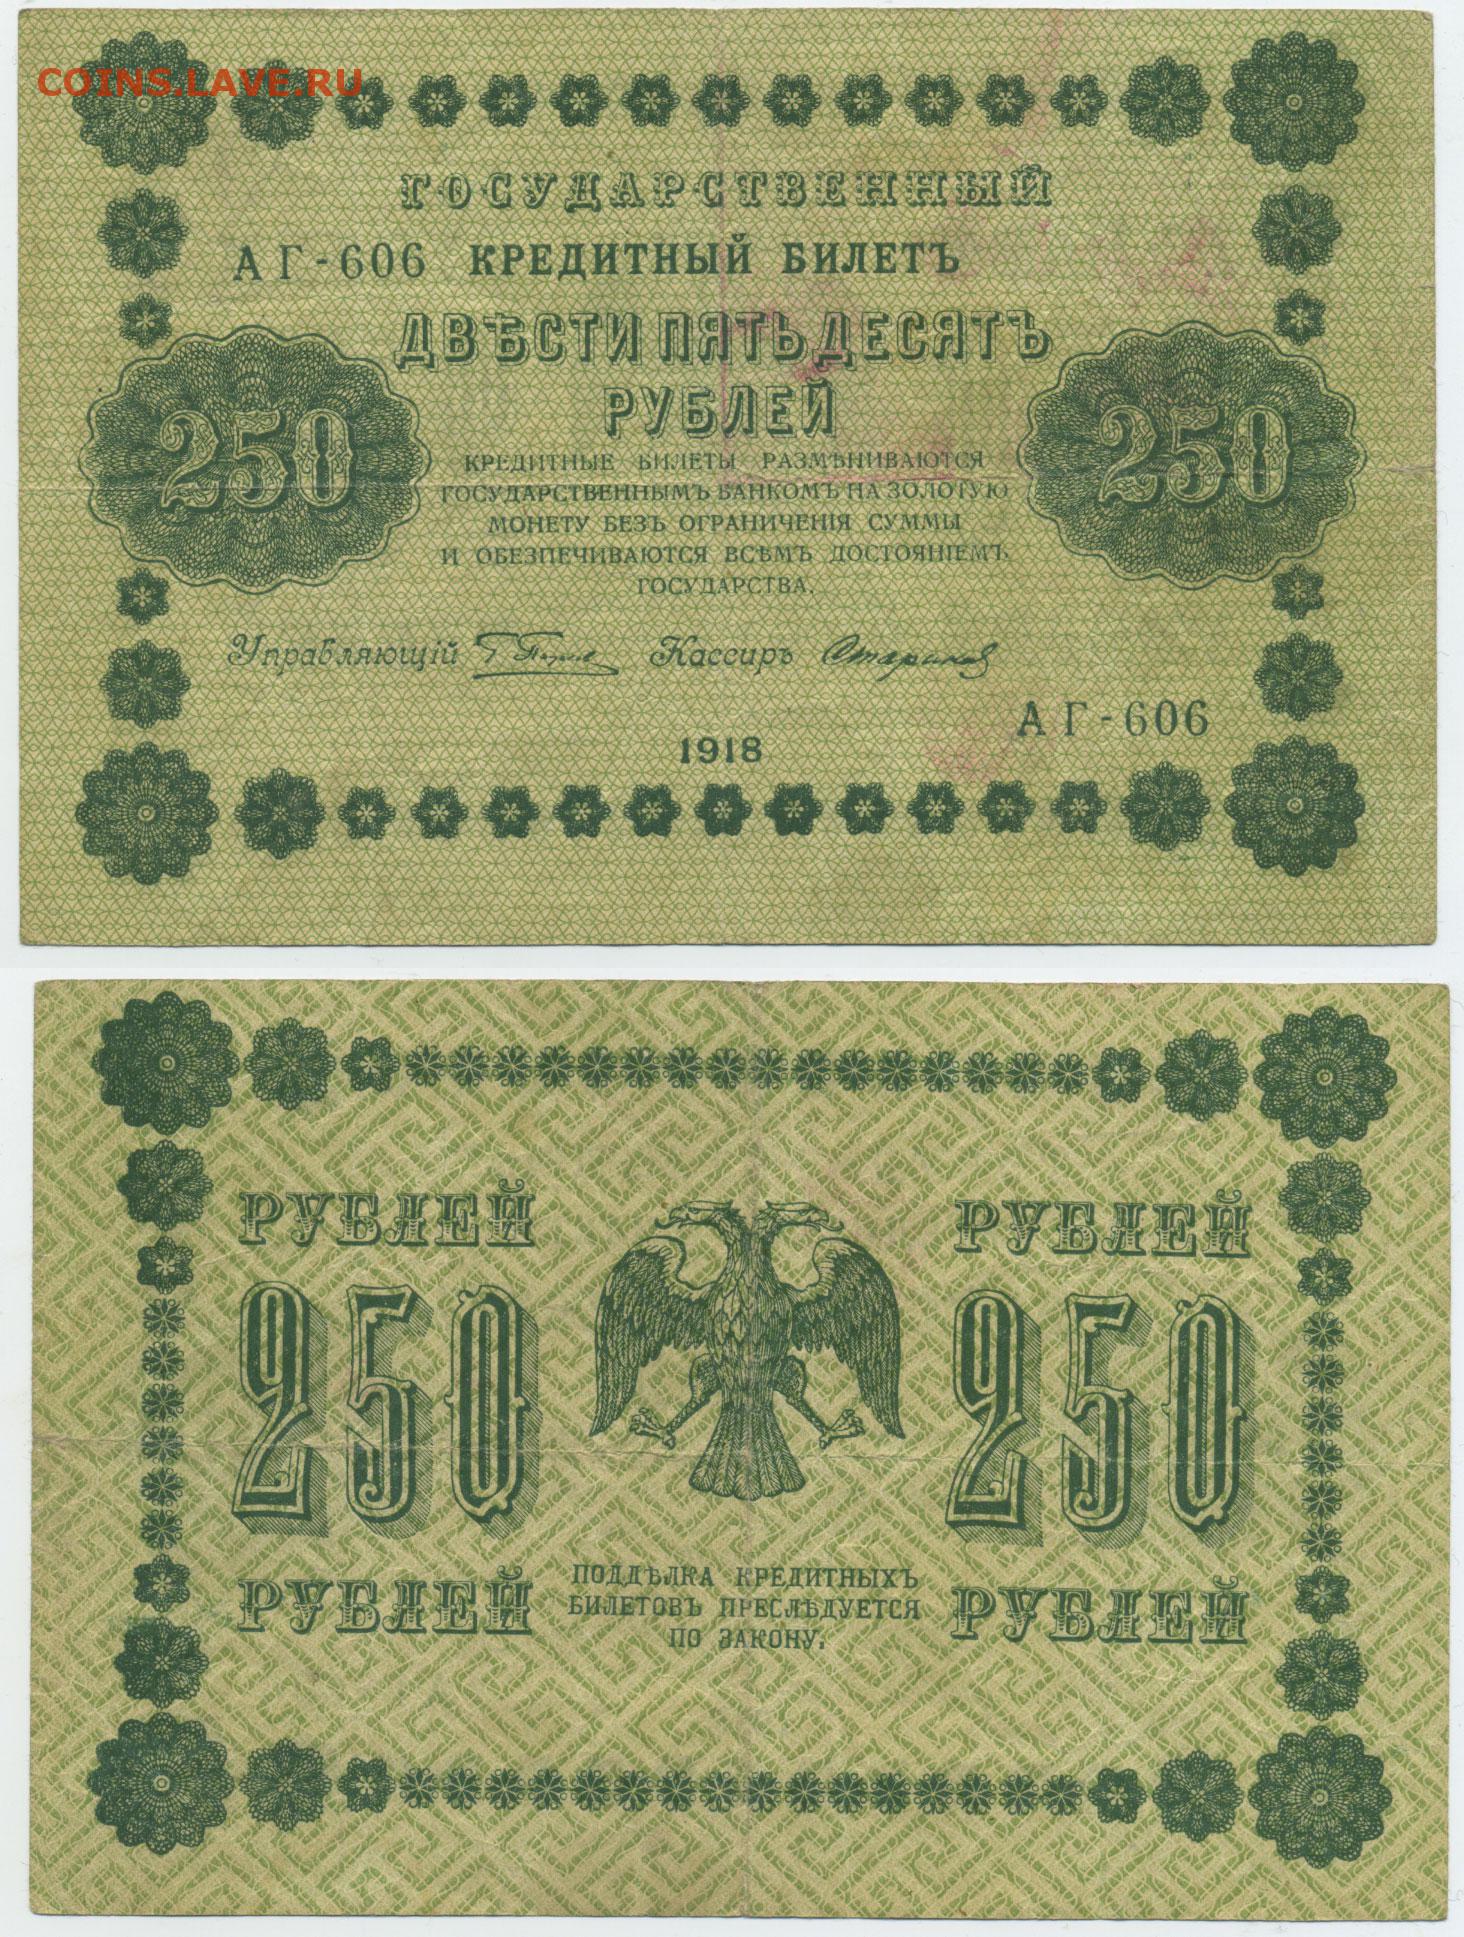 COINS.LAVE.RU
ГОСУДАРСТВЕННЫЙ
АГ-606 КРЕДИТНЫЙ БИЛЕТЪ
ДВѢСТИ ПЯТЬДЕСЯТЪ
РУБЛЕЙ
250 250
КРЕДИТНЫЕ БИЛЕТЫ РАЗМѢНИВАЮТСЯ
ГОСУДАРСТВЕННЫМЪ БАНКОМЪ НА ЗОЛОТУЮ
МОНЕТУ БЕЗЪ ОГРАНИЧЕНІЯ СУММЫ
И ОБЕЗПЕЧИВАЮТСЯ ВСѢМЪ ДОСТОЯНІЕМЪ
ГОСУДАРСТВА.
Управляющій Кассиръ
АГ-606
1918
РУБЛЕЙ РУБЛЕЙ
250 250
РУБЛЕЙ РУБЛЕЙ
ПОДДѢЛКА КРЕДИТНЫХЪ
БИЛЕТОВЪ ПРЕСЛѢДУЕТСЯ
ПО ЗАКОНУ.